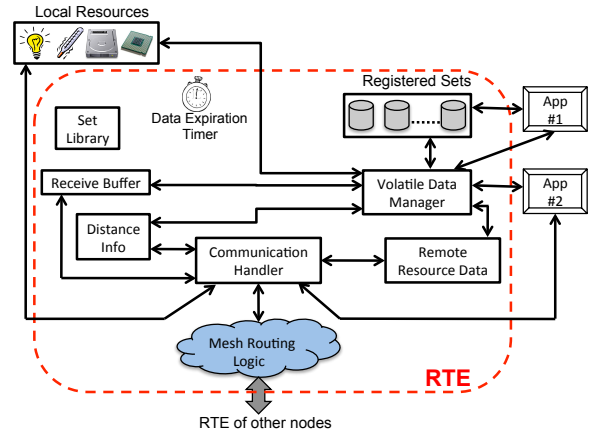 Local Resources
Registered Sets
Data Expiration
Timer
Set
Library
App
#1
Receive Buffer
Volatile Data
Manager
App
#2
Distance
Info
Communication
Handler
Remote
Resource Data
Mesh Routing
Logic
RTE
RTE of other nodes